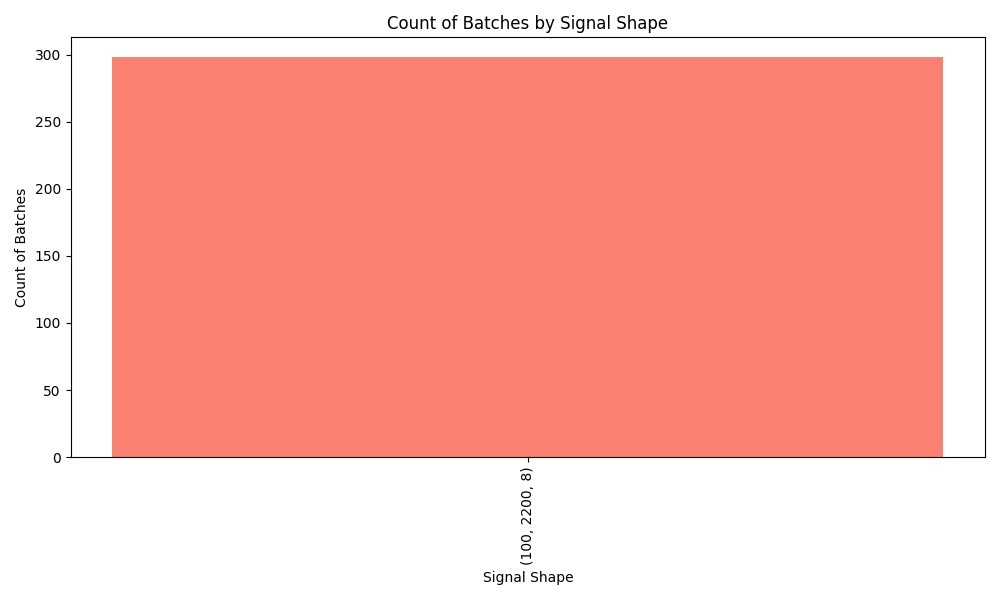 Count of Batches by Signal Shape
300
250
200
150
100
50
0
Count of Batches
(100, 2200, 8)
Signal Shape